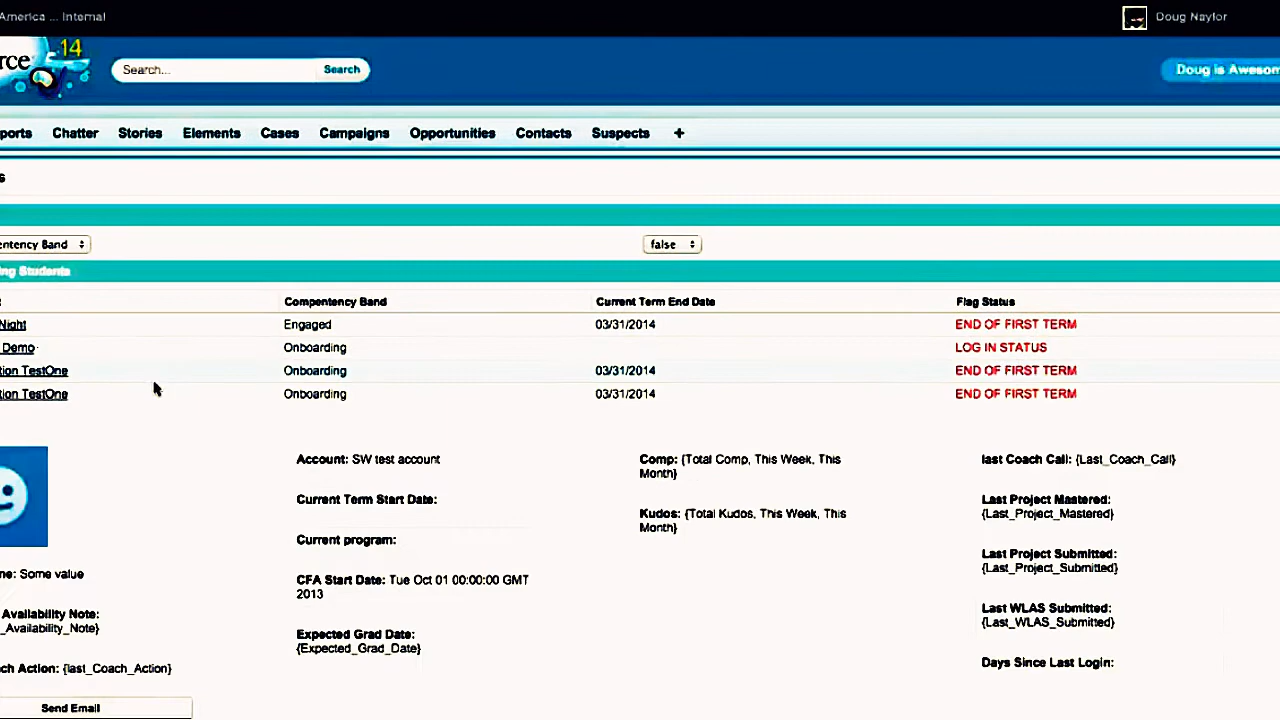 America ... Internal
Doug Naylor
rce 14
Search...
Search
Doug is Awesom
ports Chatter Stories Elements Cases Campaigns Opportunities Contacts Suspects +
s
entency Band
false
ng Students
Compentency Band
Current Term End Date
Flag Status
Night
Engaged
03/31/2014
END OF FIRST TERM
Demo
Onboarding
LOG IN STATUS
tion TestOne
Onboarding
03/31/2014
END OF FIRST TERM
tion TestOne
Onboarding
03/31/2014
END OF FIRST TERM
ne: Some value
Availability Note:
_Availability_Note}
ch Action: {last_Coach_Action}
Send Email
Account: SW test account
Current Term Start Date:
Current program:
CFA Start Date: Tue Oct 01 00:00:00 GMT
2013
Expected Grad Date:
{Expected_Grad_Date}
Comp: {Total Comp, This Week, This
Month}
Kudos: {Total Kudos, This Week, This
Month}
last Coach Call: {Last_Coach_Call}
Last Project Mastered:
{Last_Project_Mastered}
Last Project Submitted:
{Last_Project_Submitted}
Last WLAS Submitted:
{Last_WLAS_Submitted}
Days Since Last Login: